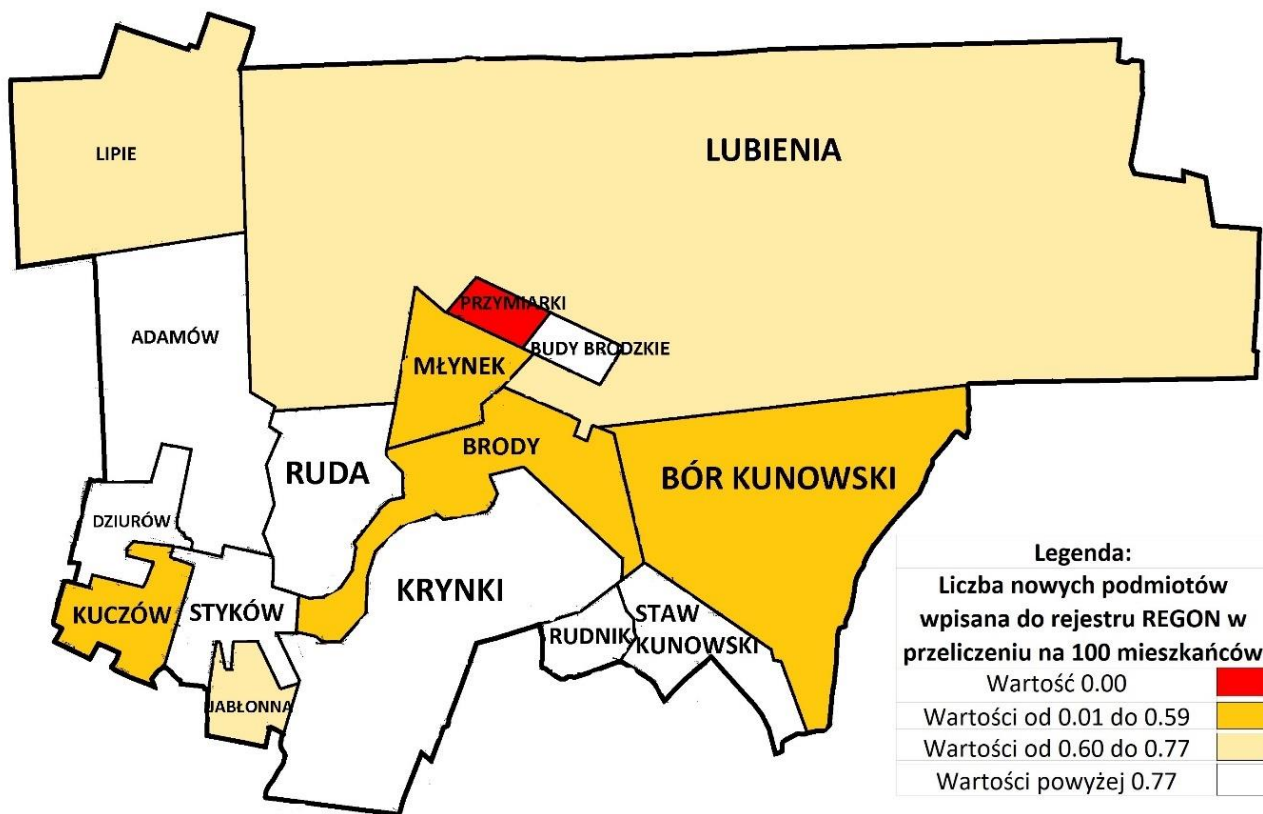 LIPIE
LUBIENIA
PRZYMIARKI
ADAMÓW
BUDY BRODZKIE
MŁYNEK
BRODY
RUDA
BÓR KUNOWSKI
DZIURÓW
KRYNKI
KUCZÓW
STYKÓW
STAW
KUNOWSKI
RUDNIK
JABŁONNA
Legenda:
Liczba nowych podmiotów
wpisana do rejestru REGON w
przeliczeniu na 100 mieszkańców
Wartość 0.00
Wartości od 0.01 do 0.59
Wartości od 0.60 do 0.77
Wartości powyżej 0.77